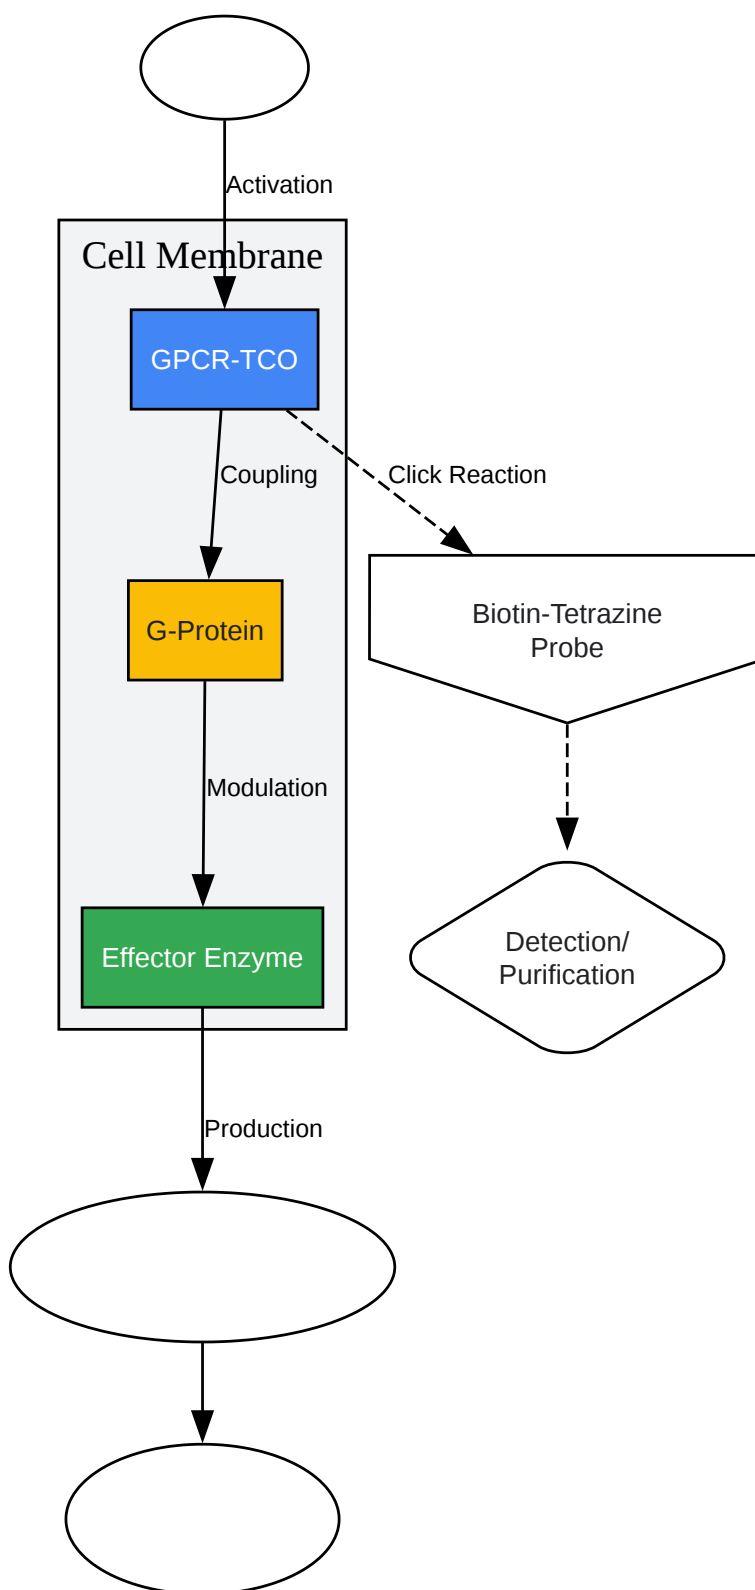 Activation
Cell Membrane
GPCR-TCO
Coupling
Click Reaction
G-Protein
Biotin-Tetrazine
Probe
Modulation
Effector Enzyme
Detection/
Purification
Production